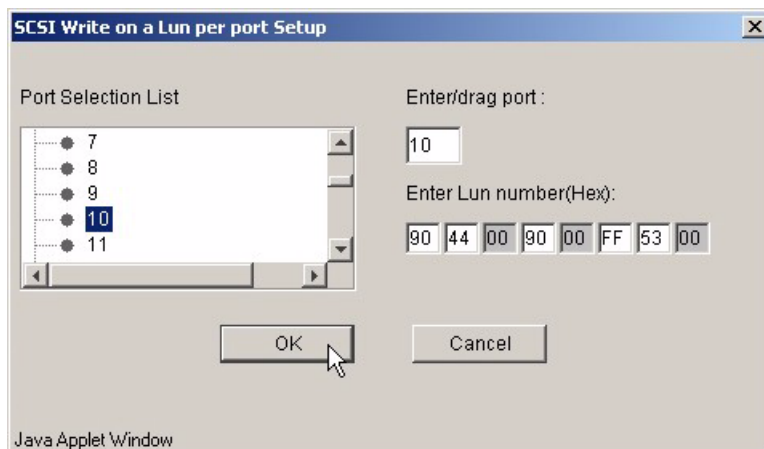 SCSI Write on a Lun per port Setup
Port Selection List
7
8
9
10
11
Enter/drag port :
10
Enter Lun number(Hex):
90 44 00 90 00 FF 53 00
OK
Cancel
Java Applet Window